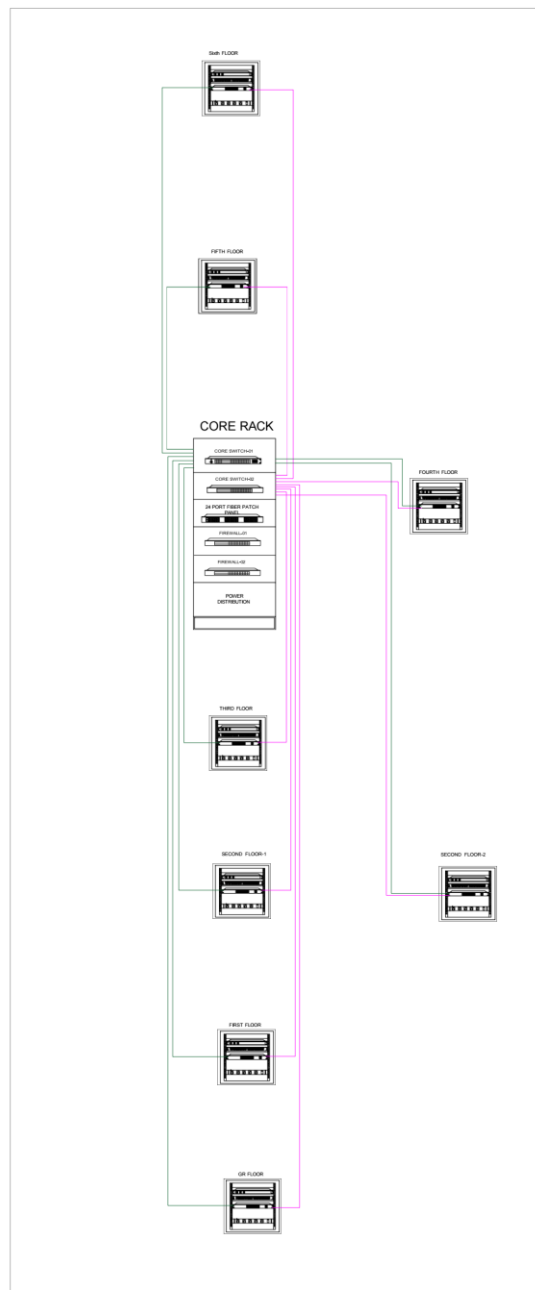 Sixth FLOOR
FIFTH FLOOR
CORE RACK
CORE SWITCH-01
CORE SWITCH-02
24 PORT FIBER PATCH
PANEL
FIREWALL-01
FIREWALL-02
POWER
DISTRIBUTION
FOURTH FLOOR
THIRD FLOOR
SECOND FLOOR-1
SECOND FLOOR-2
FIRST FLOOR
GR FLOOR